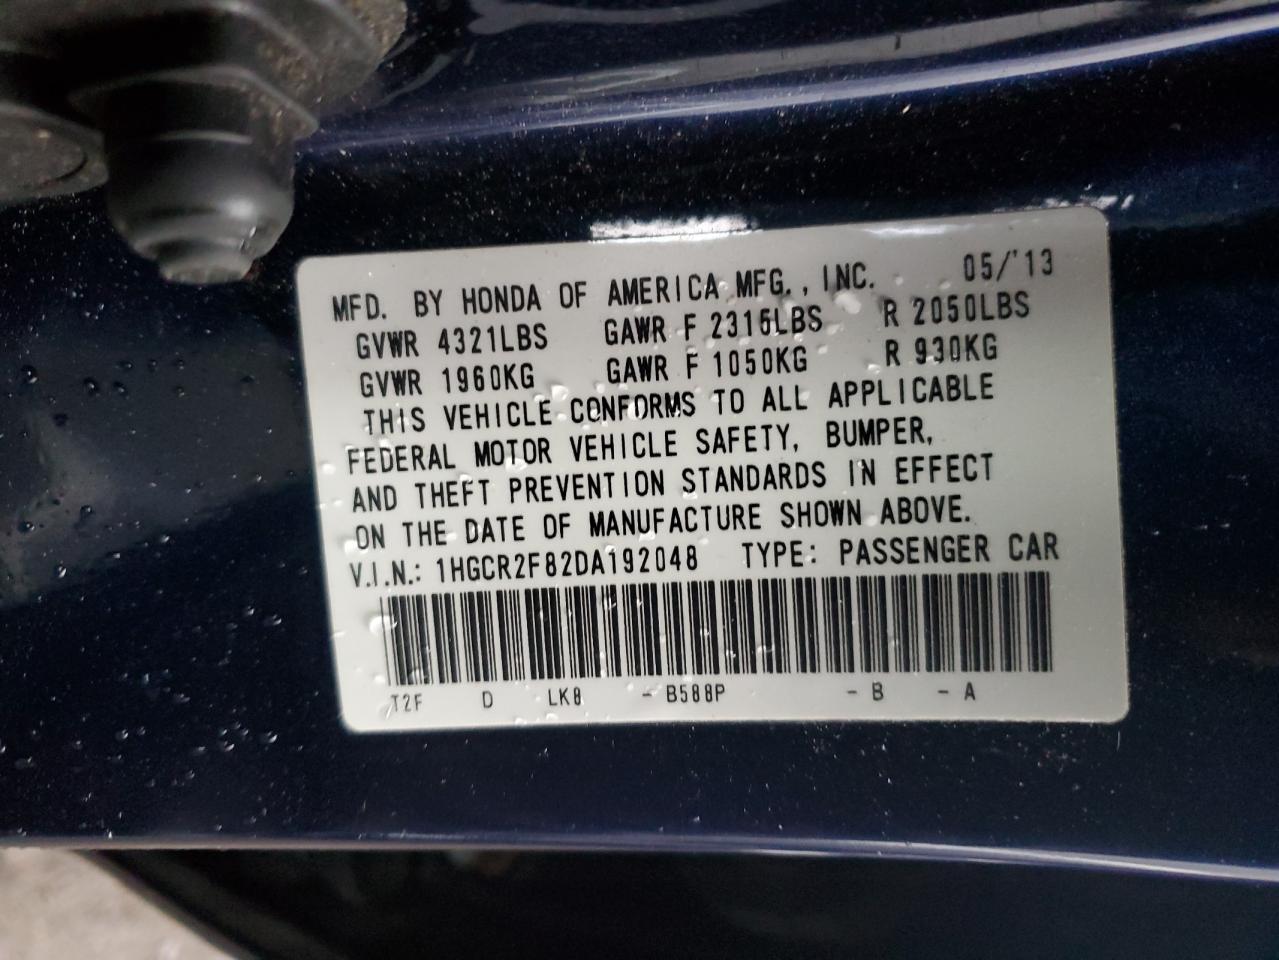 MFD. BY HONDA OF AMERICA MFG., INC. 05/'13
GVWR 4321LBS GAWR F 2315LBS R 2050LBS
GVWR 1960KG GAWR F 1050KG R 930KG
THIS VEHICLE CONFORMS TO ALL APPLICABLE
FEDERAL MOTOR VEHICLE SAFETY, BUMPER,
AND THEFT PREVENTION STANDARDS IN EFFECT
ON THE DATE OF MANUFACTURE SHOWN ABOVE.
V.I.N.: 1HGCR2F82DA192048 TYPE: PASSENGER CAR
T2F D LK8 - B588P - B - A